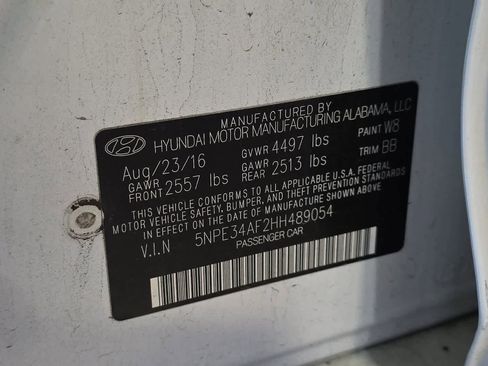 MANUFACTURED BY
HYUNDAI MOTOR MANUFACTURING ALABAMA, LLC
Aug/23/16 GVWR 4497 lbs PAINT W8
GAWR FRONT 2557 lbs GAWR REAR 2513 lbs TRIM BB
THIS VEHICLE CONFORMS TO ALL APPLICABLE U.S.A. FEDERAL
MOTOR VEHICLE SAFETY, BUMPER, AND THEFT PREVENTION
STANDARDS IN EFFECT ON THE DATE OF MANUFACTURE SHOWN ABOVE.
V.I.N 5NPE34AF2HH489054
PASSENGER CAR